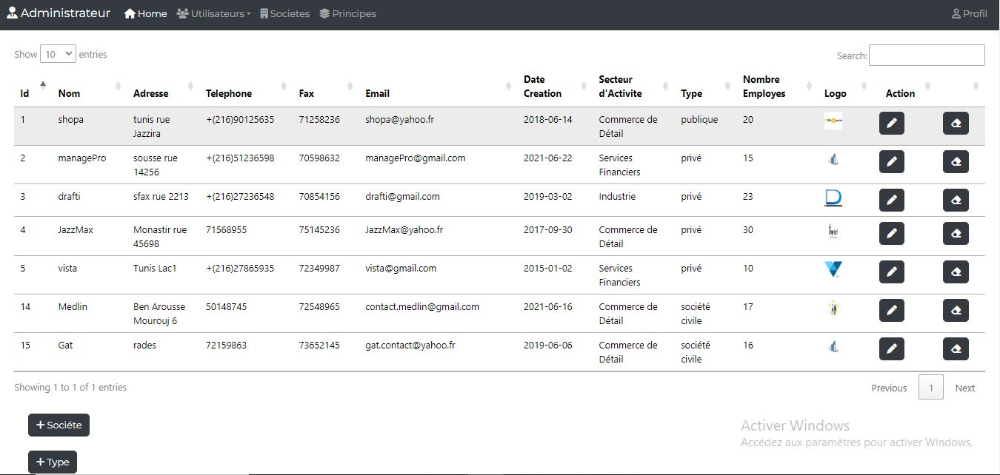 Administrateur Home Utilisateurs Societes Principes Profil
Show 10 entries Search:
Id Nom Adresse Telephone Fax Email Date Creation Secteur d'Activite Type Nombre Employes Logo Action
1 shopa tunis rue Jazzira +(216)90125635 71258236 shopa@yahoo.fr 2018-06-14 Commerce de Détail publique 20
2 managePro sousse rue 14256 +(216)51236598 70598632 managePro@gmail.com 2021-06-22 Services Financiers privé 15
3 drafti sfax rue 2213 +(216)27236548 70854156 drafti@gmail.com 2019-03-02 Industrie privé 23
4 JazzMax Monastir rue 45698 71568955 75145236 JazzMax@yahoo.fr 2017-09-30 Commerce de Détail privé 30
5 vista Tunis Lac1 +(216)27865935 72349987 vista@gmail.com 2015-01-02 Services Financiers privé 10
14 Medlin Ben Arousse Mourouj 6 50148745 72548965 contact.medlin@gmail.com 2021-06-16 Commerce de Détail société civile 17
15 Gat rades 72159863 73652145 gat.contact@yahoo.fr 2019-06-06 Commerce de Détail société civile 16
Showing 1 to 1 of 1 entries Previous 1 Next
Sociéte
Activer Windows
Accédez aux paramètres pour activer Windows.
Type